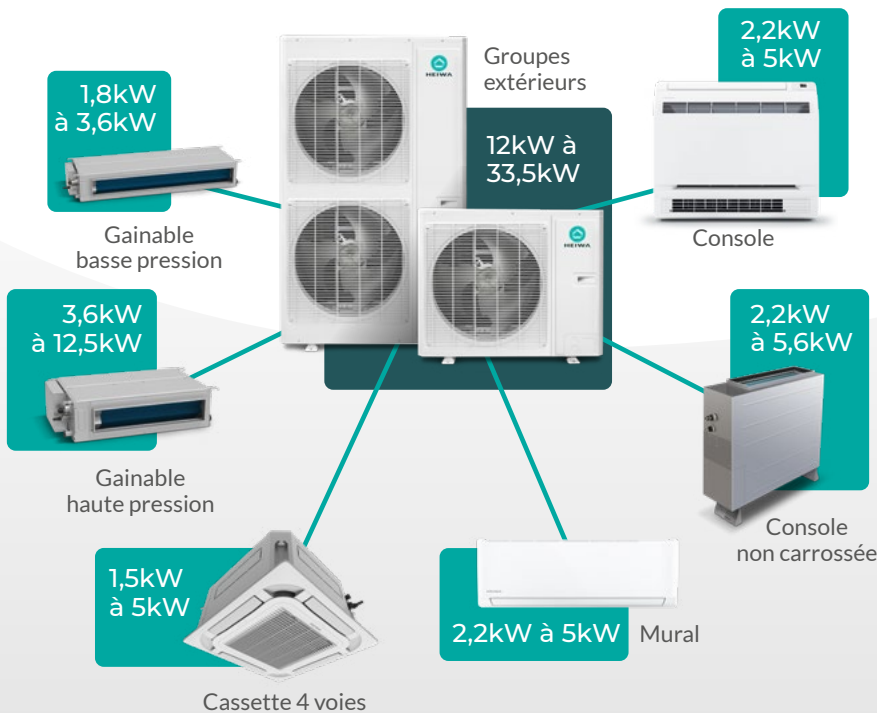 Groupes
extérieurs
12kW à
33,5kW
HEIWA
HEIWA
1,8kW
à 3,6kW
Gainable
basse pression
2,2kW
à 5kW
Console
3,6kW
à 12,5kW
Gainable
haute pression
2,2kW
à 5,6kW
Console
non carrossée
1,5kW
à 5kW
Cassette 4 voies
2,2kW à 5kW
Mural